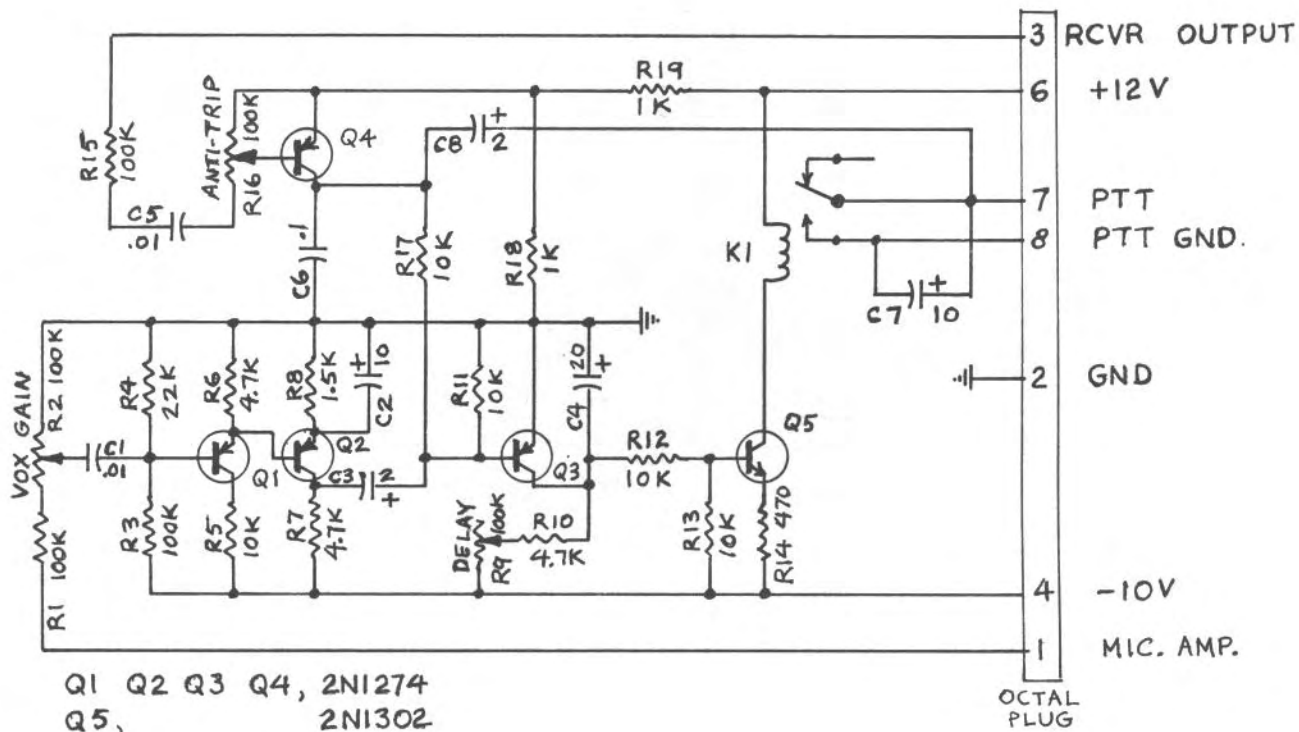 3 RCVR OUTPUT
R19
1K
6 +12V
R15
100K
ANTI-TRIP
100K
R16
Q4
C8
+
2
C5
.01
C6
.1
R17
10K
R18
1K
K1
7 PTT
8 PTT GND.
C7
+
10
VOX GAIN
R2 100K
R4
22K
R6
4.7K
R8
1.5K
+
10
C2
R11
10K
20
+
C4
2 GND
Q5
C1
.01
Q1
Q2
C3
2
+
Q3
R12
10K
R1 100K
R3
100K
R5
10K
R7
4.7K
DELAY
100K
R9
R10
4.7K
R13
10K
R14 470
4 -10V
1 MIC. AMP.
Q1 Q2 Q3 Q4, 2N1274
Q5, 2N1302
OCTAL
PLUG